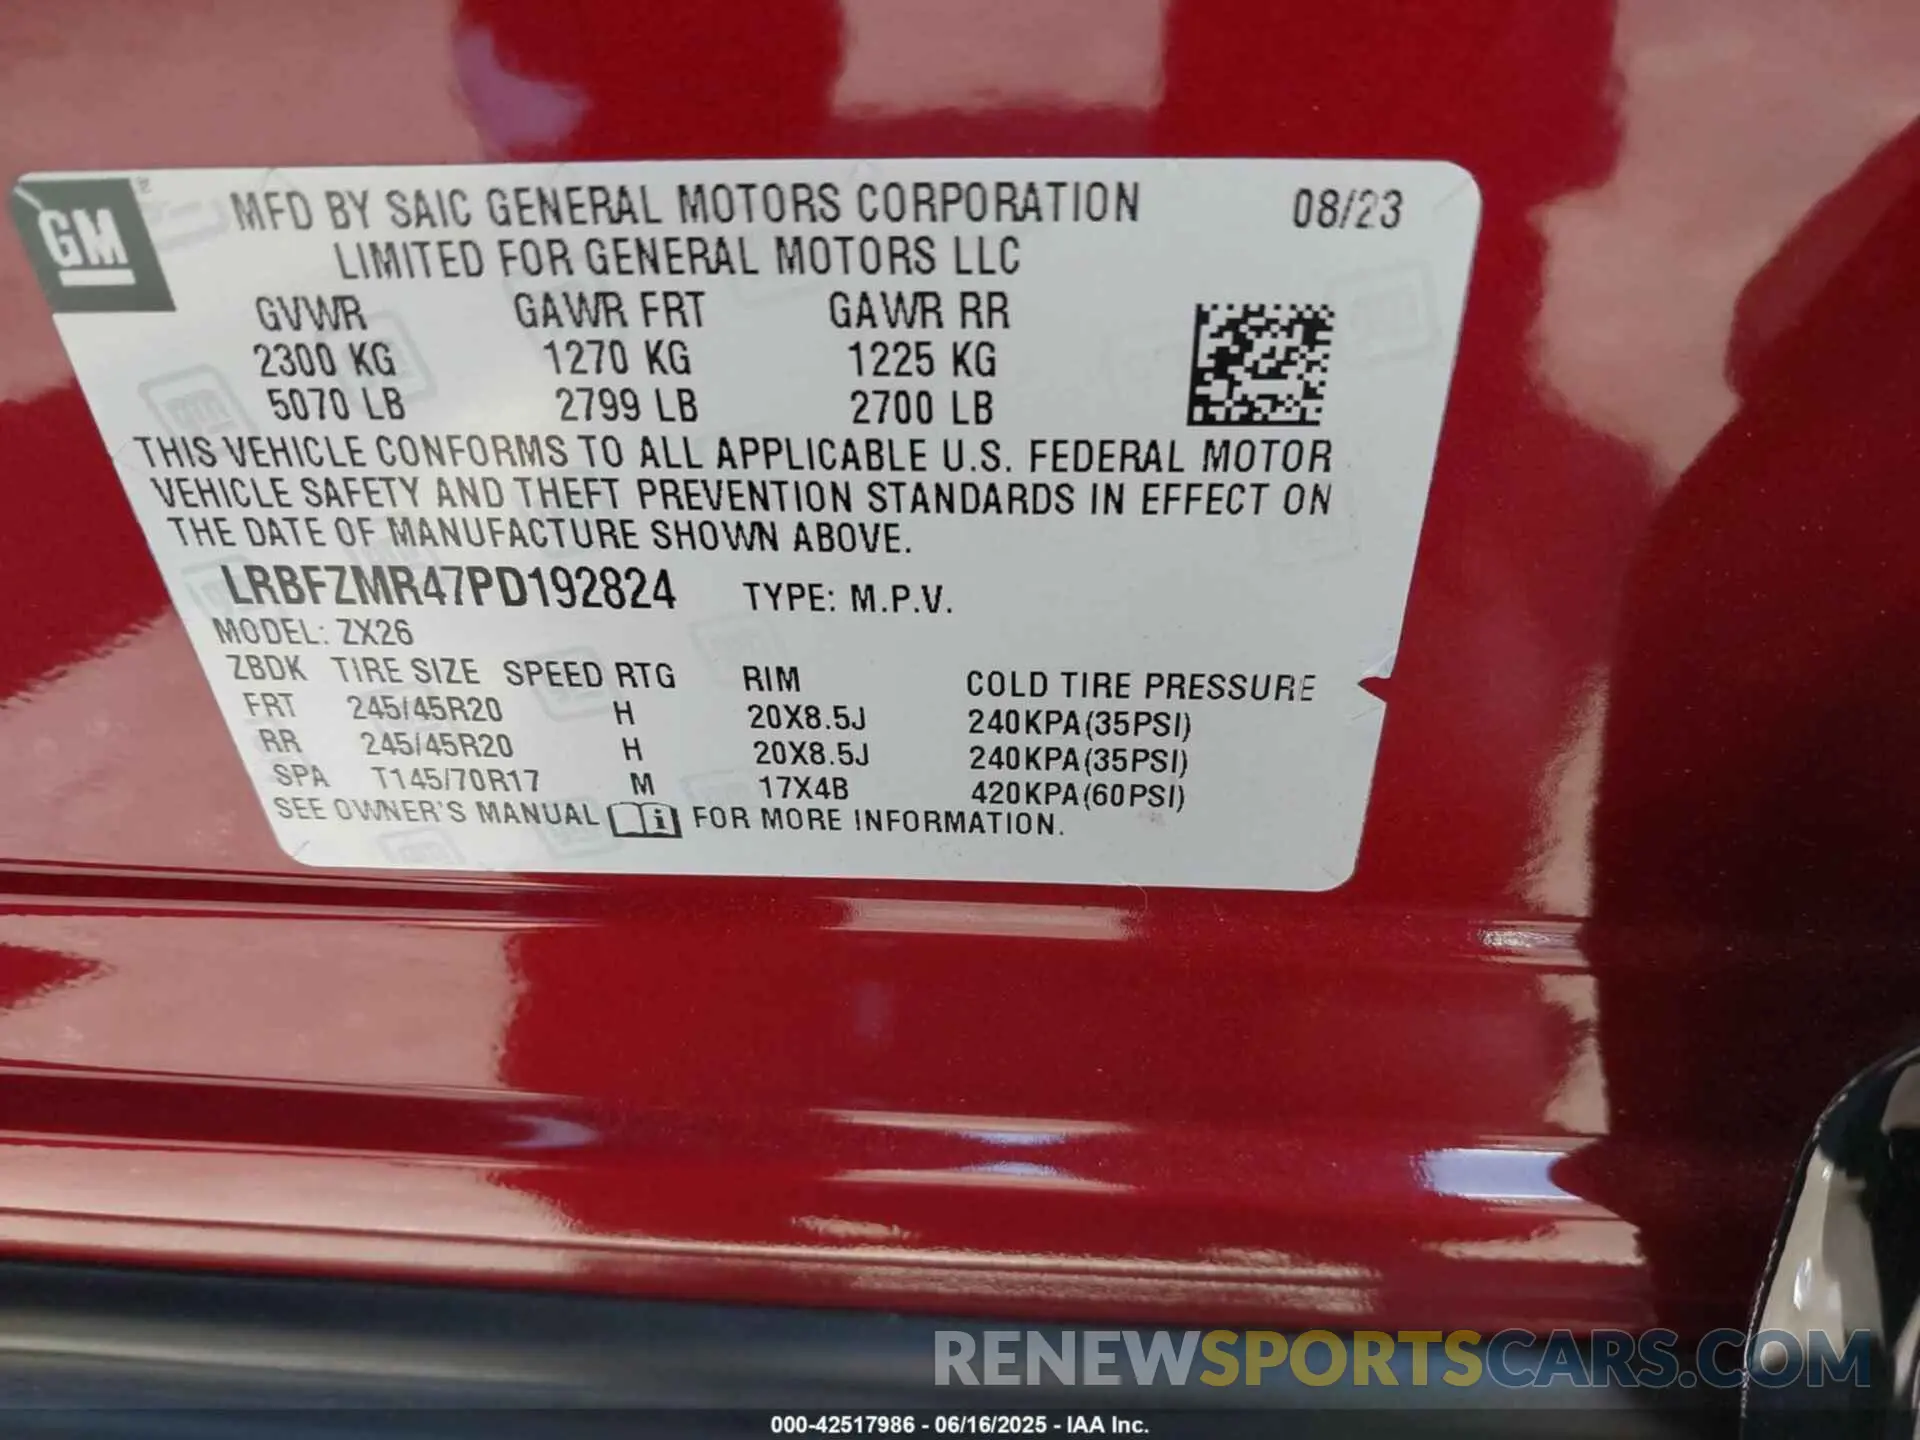 GM
MFD BY SAIC GENERAL MOTORS CORPORATION 08/23
LIMITED FOR GENERAL MOTORS LLC
GVWR GAWR FRT GAWR RR
2300 KG 1270 KG 1225 KG
5070 LB 2799 LB 2700 LB
THIS VEHICLE CONFORMS TO ALL APPLICABLE U.S. FEDERAL MOTOR
VEHICLE SAFETY AND THEFT PREVENTION STANDARDS IN EFFECT ON
THE DATE OF MANUFACTURE SHOWN ABOVE.
LRBFZMR47PD192824 TYPE: M.P.V.
MODEL: ZX26
ZBDK TIRE SIZE SPEED RTG RIM COLD TIRE PRESSURE
FRT 245/45R20 H 20X8.5J 240KPA(35PSI)
RR 245/45R20 H 20X8.5J 240KPA(35PSI)
SPA T145/70R17 M 17X4B 420KPA(60PSI)
SEE OWNER'S MANUAL i FOR MORE INFORMATION.
RENEWSPORTSCARS.COM
000-42517986 - 06/16/2025 - IAA Inc.